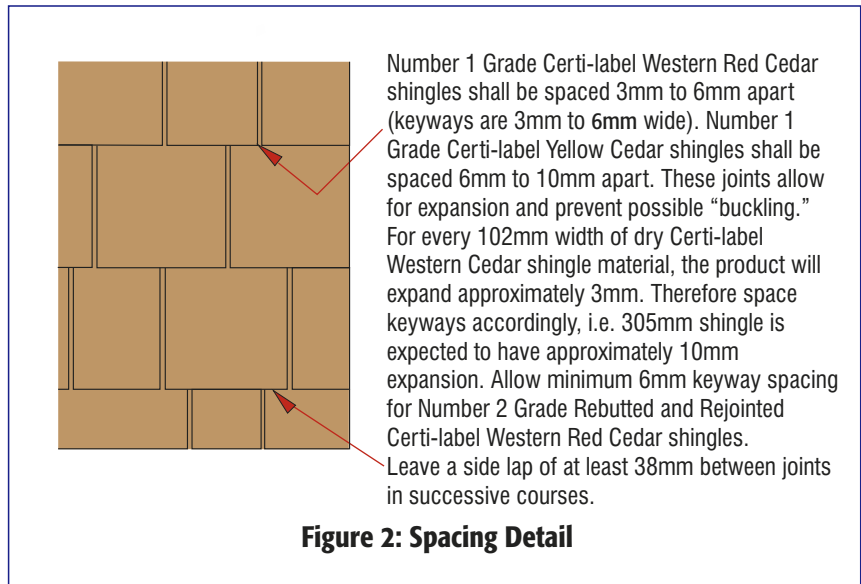 Number 1 Grade Certi-label Western Red Cedar
shingles shall be spaced 3mm to 6mm apart
(keyways are 3mm to 6mm wide). Number 1
Grade Certi-label Yellow Cedar shingles shall be
spaced 6mm to 10mm apart. These joints allow
for expansion and prevent possible “buckling.”
For every 102mm width of dry Certi-label
Western Cedar shingle material, the product will
expand approximately 3mm. Therefore space
keyways accordingly, i.e. 305mm shingle is
expected to have approximately 10mm
expansion. Allow minimum 6mm keyway spacing
for Number 2 Grade Rebutted and Rejointed
Certi-label Western Red Cedar shingles.
Leave a side lap of at least 38mm between joints
in successive courses.
Figure 2: Spacing Detail